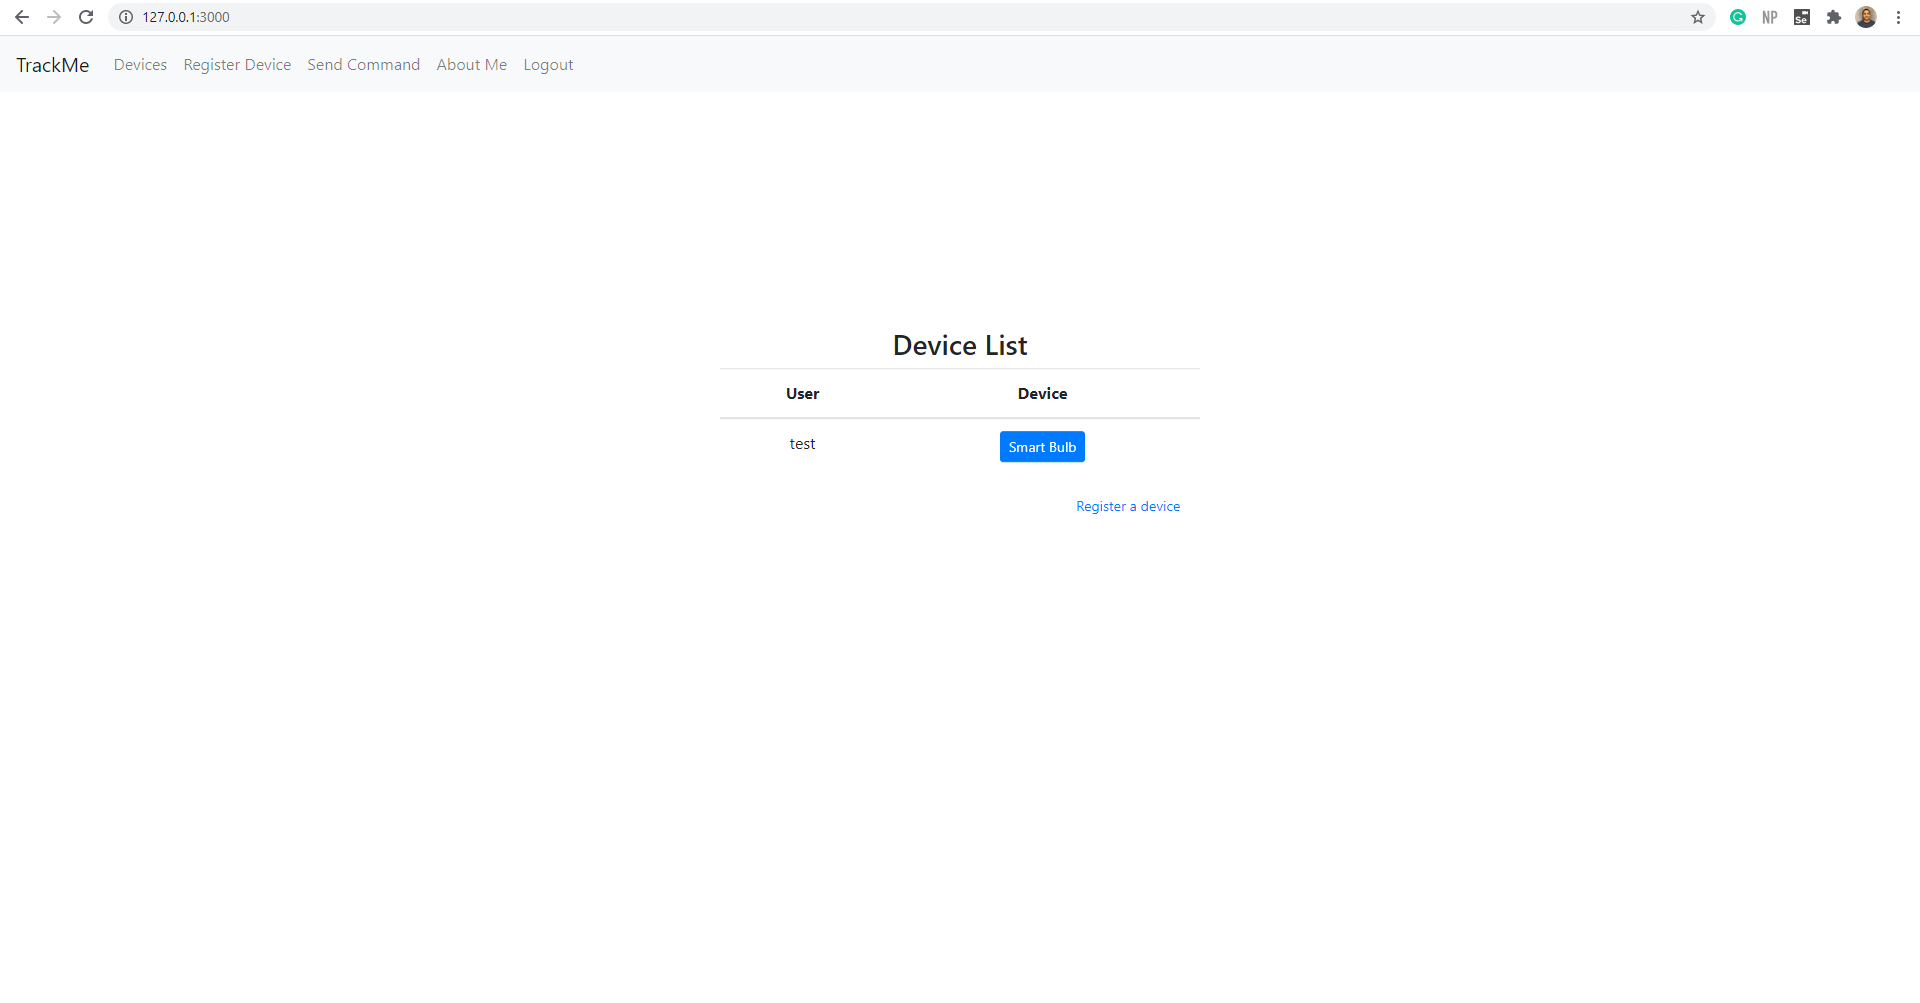 127.0.0.1:3000
NP
Se
TrackMe Devices Register Device Send Command About Me Logout
Device List
User Device
test Smart Bulb
Register a device